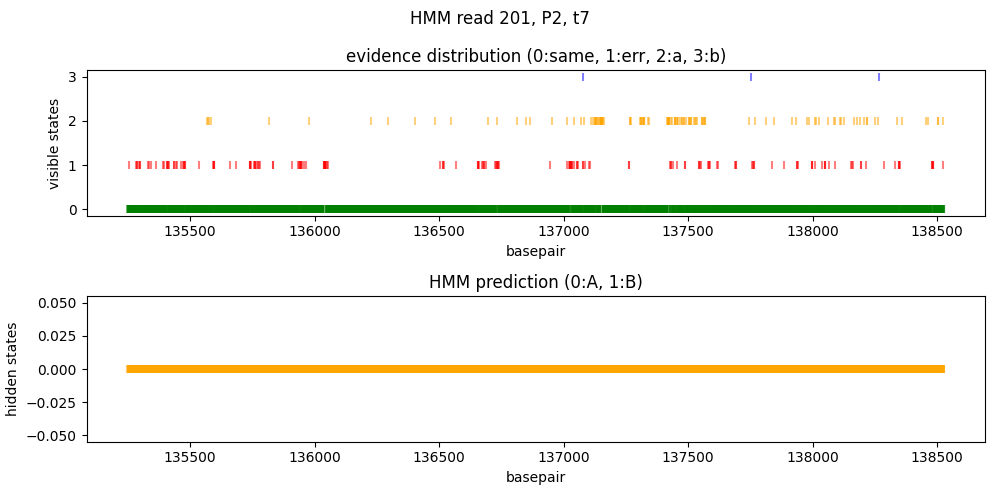 HMM read 201, P2, t7
evidence distribution (0:same, 1:err, 2:a, 3:b)
visible states
3
2
1
0
135500 136000 136500 137000 137500 138000 138500
basepair
HMM prediction (0:A, 1:B)
hidden states
0.050
0.025
0.000
−0.025
−0.050
135500 136000 136500 137000 137500 138000 138500
basepair